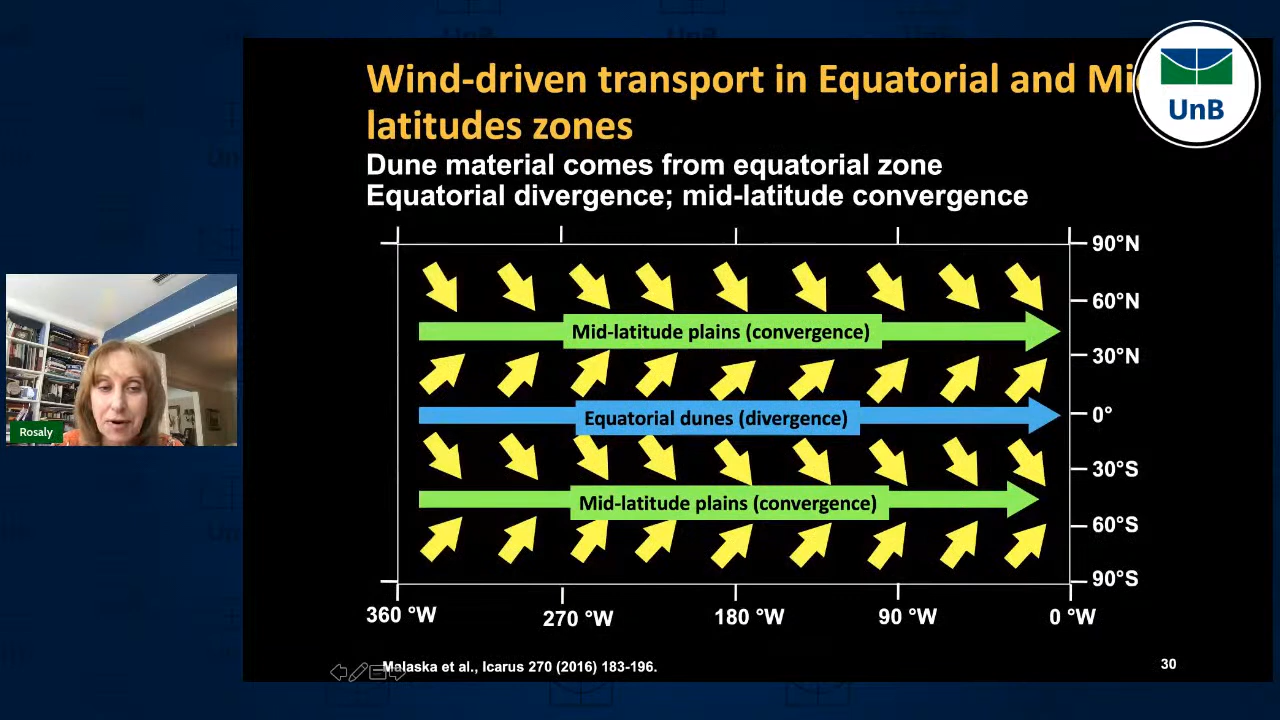 Wind-driven transport in Equatorial and Mi
latitudes zones
Dune material comes from equatorial zone
Equatorial divergence; mid-latitude convergence
UnB
90°N
60°N
Mid-latitude plains (convergence)
30°N
Equatorial dunes (divergence)
0°
Rosaly
30°S
Mid-latitude plains (convergence)
60°S
90°S
360 °W
270 °W
180 °W
90 °W
0 °W
Malaska et al., Icarus 270 (2016) 183-196.
30